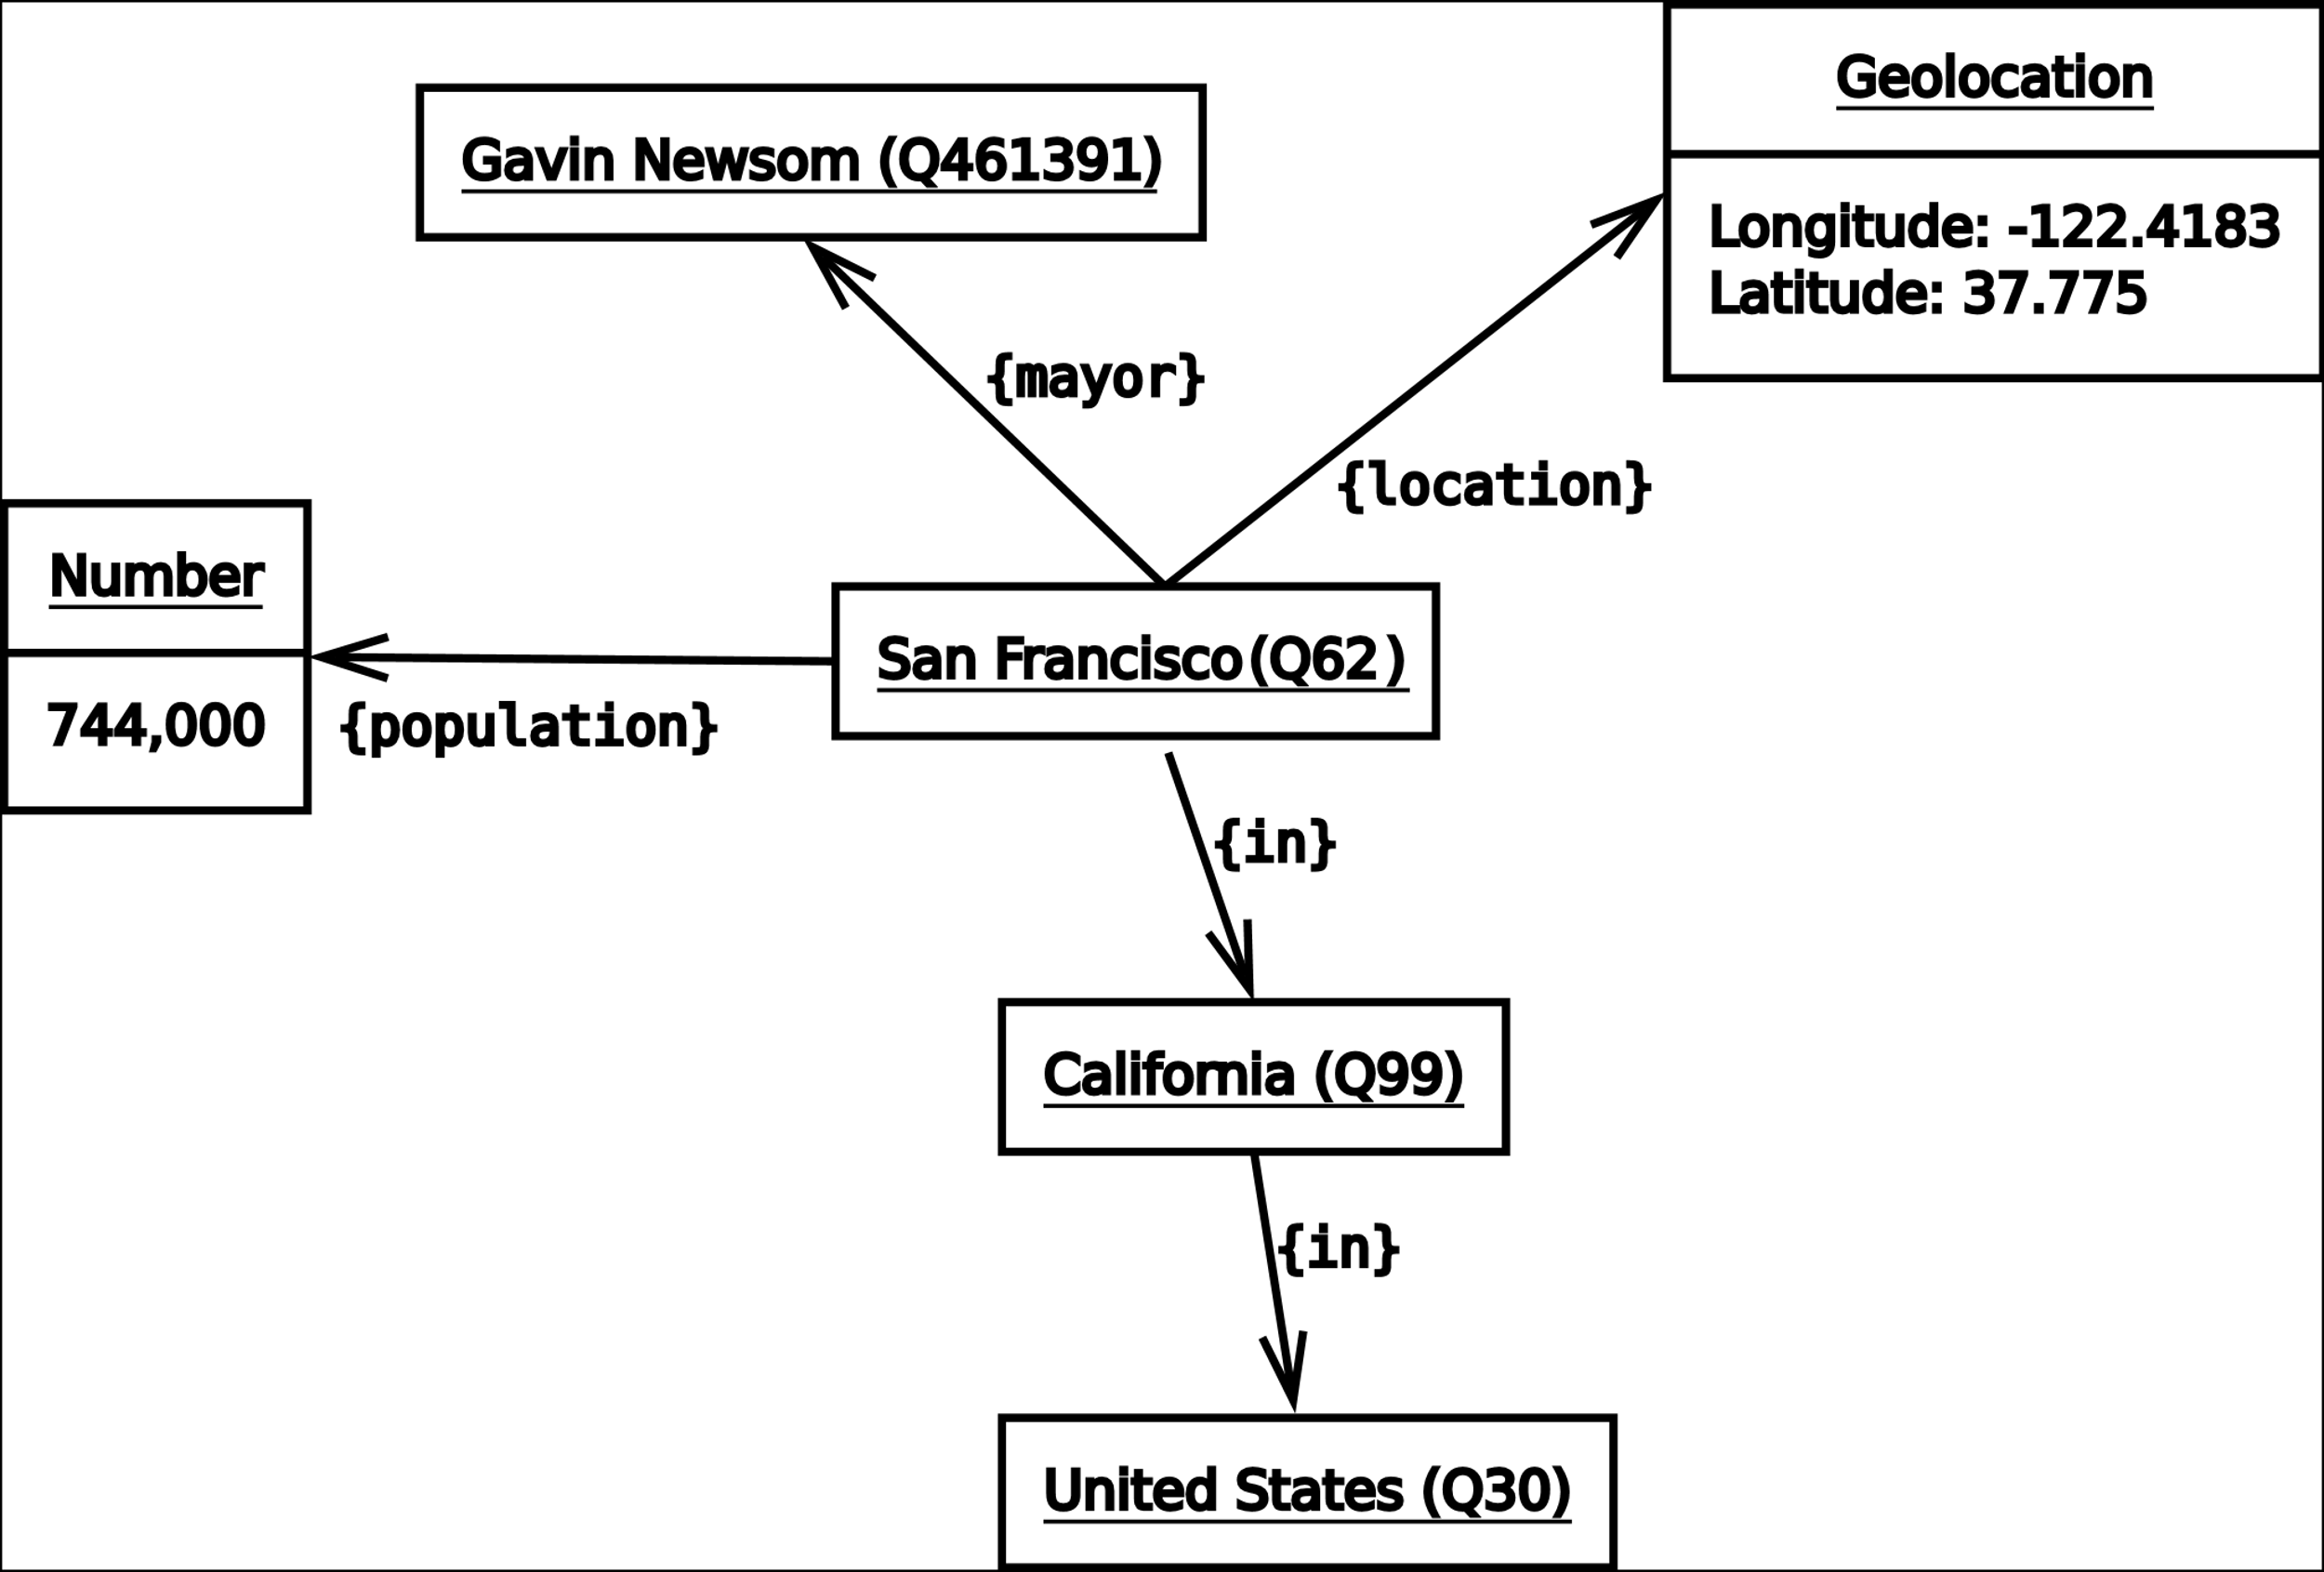 Geolocation
Gavin Newsom (Q461391)
Longitude: -122.4183
Latitude: 37.775
{mayor}
{location}
Number
San Francisco(Q62)
744,000
{population}
{in}
California (Q99)
{in}
United States (Q30)